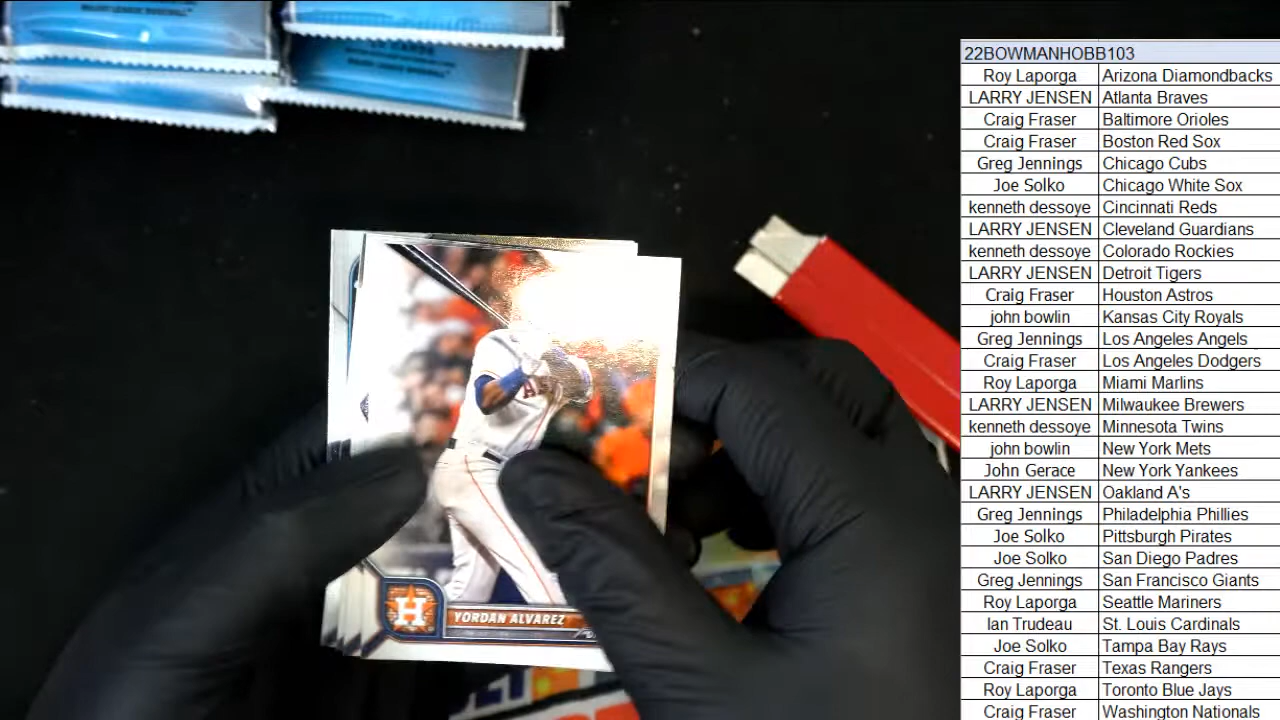 22BOWMANHOBB103
Roy Laporga Arizona Diamondbacks
LARRY JENSEN Atlanta Braves
Craig Fraser Baltimore Orioles
Craig Fraser Boston Red Sox
Greg Jennings Chicago Cubs
Joe Solko Chicago White Sox
kenneth dessoye Cincinnati Reds
LARRY JENSEN Cleveland Guardians
kenneth dessoye Colorado Rockies
LARRY JENSEN Detroit Tigers
Craig Fraser Houston Astros
john bowlin Kansas City Royals
Greg Jennings Los Angeles Angels
Craig Fraser Los Angeles Dodgers
Roy Laporga Miami Marlins
LARRY JENSEN Milwaukee Brewers
kenneth dessoye Minnesota Twins
john bowlin New York Mets
John Gerace New York Yankees
LARRY JENSEN Oakland A's
Greg Jennings Philadelphia Phillies
Joe Solko Pittsburgh Pirates
Joe Solko San Diego Padres
Greg Jennings San Francisco Giants
Roy Laporga Seattle Mariners
Ian Trudeau St. Louis Cardinals
Joe Solko Tampa Bay Rays
Craig Fraser Texas Rangers
Roy Laporga Toronto Blue Jays
Craig Fraser Washington Nationals
H
YORDAN ALVAREZ